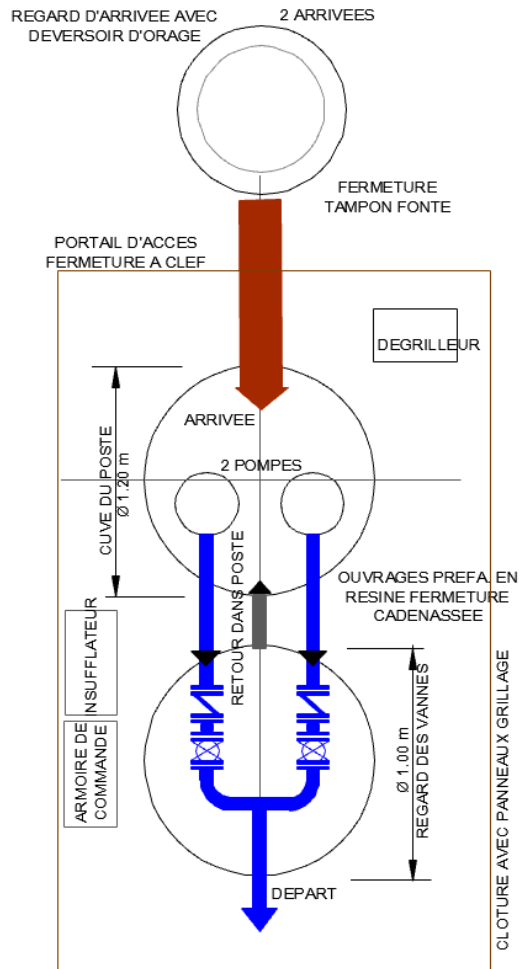 REGARD D'ARRIVEE AVEC
DEVERSOIR D'ORAGE
2 ARRIVEES
FERMETURE
TAMPON FONTE
PORTAIL D'ACCES
FERMETURE A CLEF
DEGRILLEUR
ARRIVEE
CUVE DU POSTE
Ø 1.20 m
2 POMPES
RETOUR DANS POSTE
OUVRAGES PREFA. EN
RESINE FERMETURE
CADENASSEE
INSUFFLATEUR
ARMOIRE DE
COMMANDE
Ø 1.00 m
REGARD DES VANNES
CLOTURE AVEC PANNEAUX GRILLAGE
DEPART